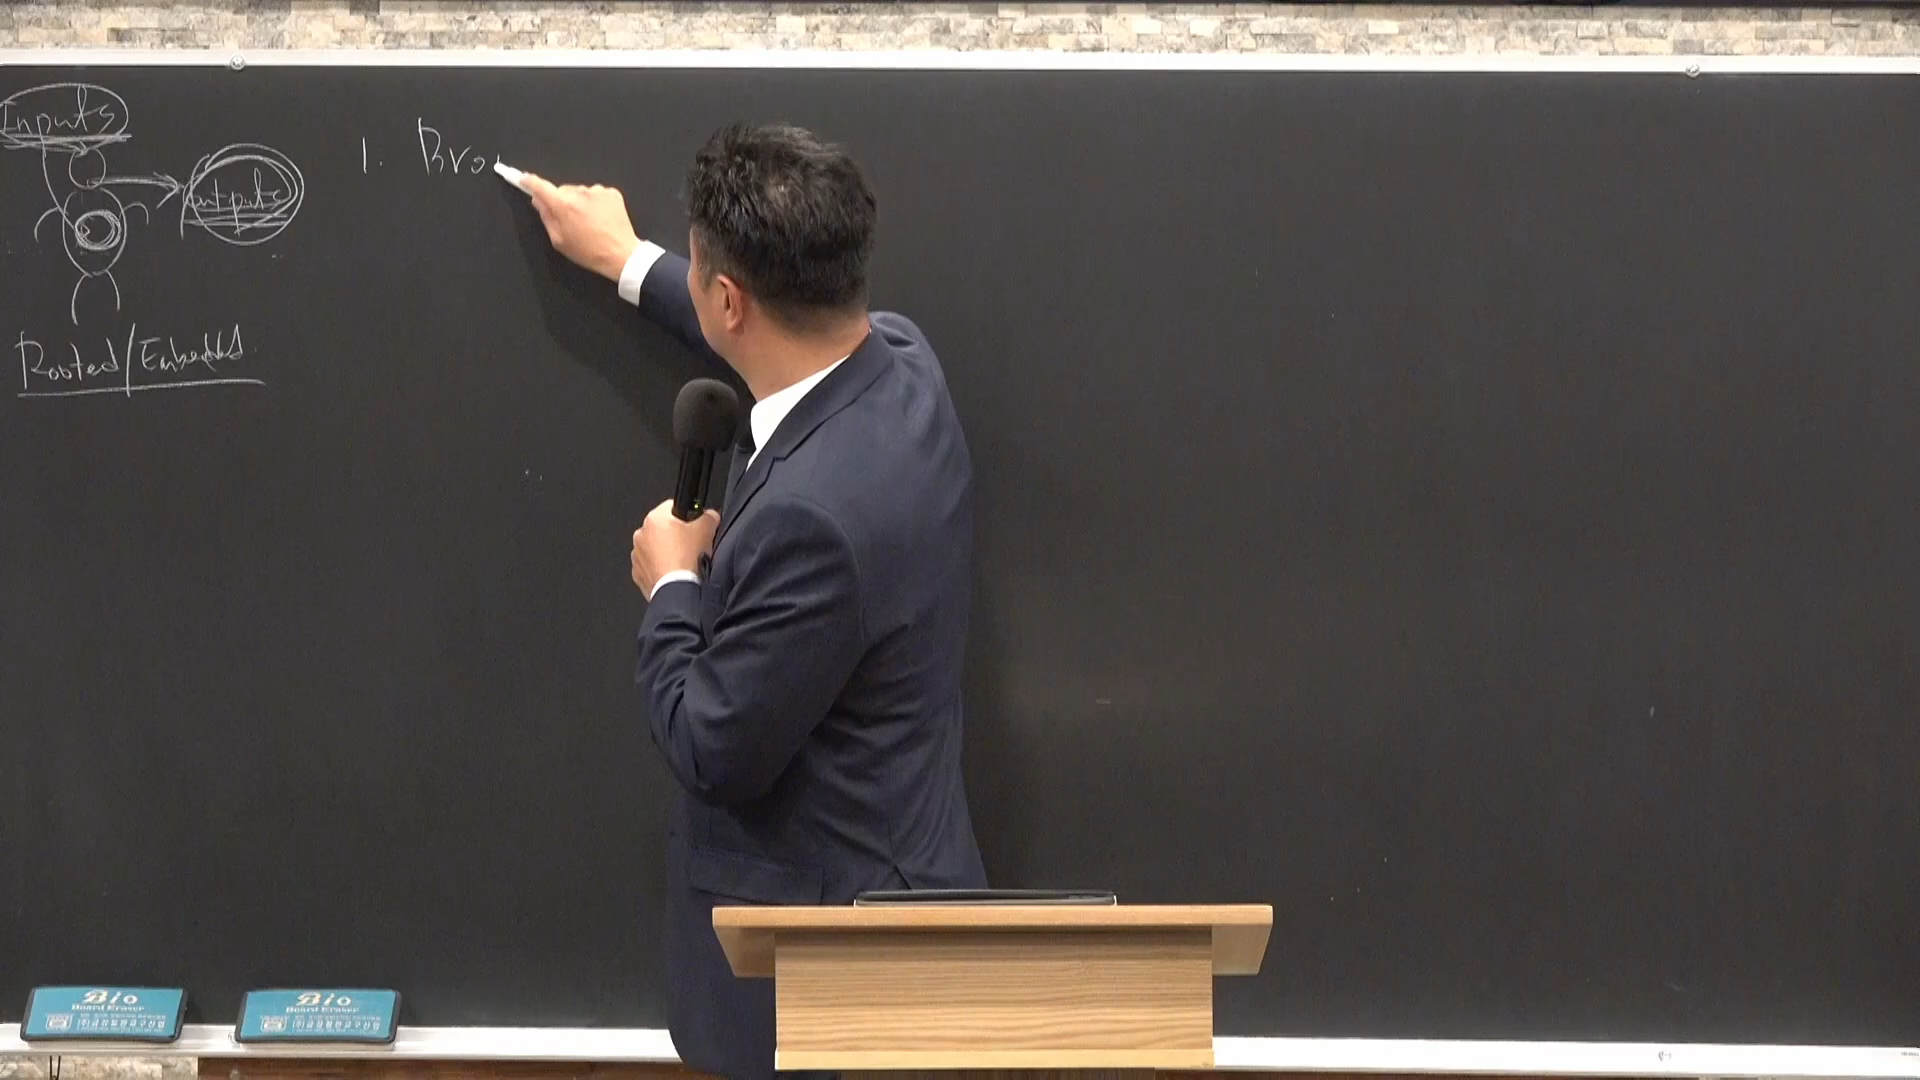 Inputs
outputs
Rooted/Embedded
1. Bro
Bio
Board Eraser
Bio
Board Eraser